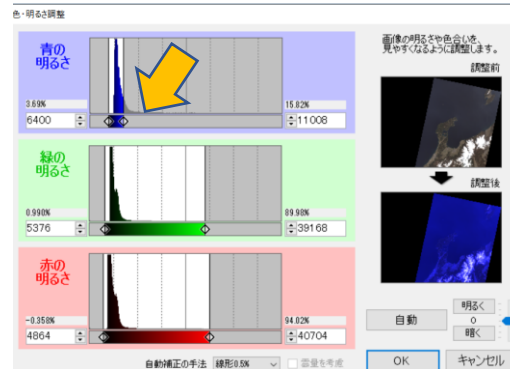 色・明るさ調整
画像の明るさや色合いを、
見やすくなるように調整します。
青の
明るさ
3.69%
15.82%
6400
11008
調整前
緑の
明るさ
0.998%
89.98%
5376
39168
調整後
赤の
明るさ
-0.358%
94.02%
4864
40704
自動
明るく
0
暗く
自動補正の手法
線形0.5%
雲量を考慮
OK
キャンセル